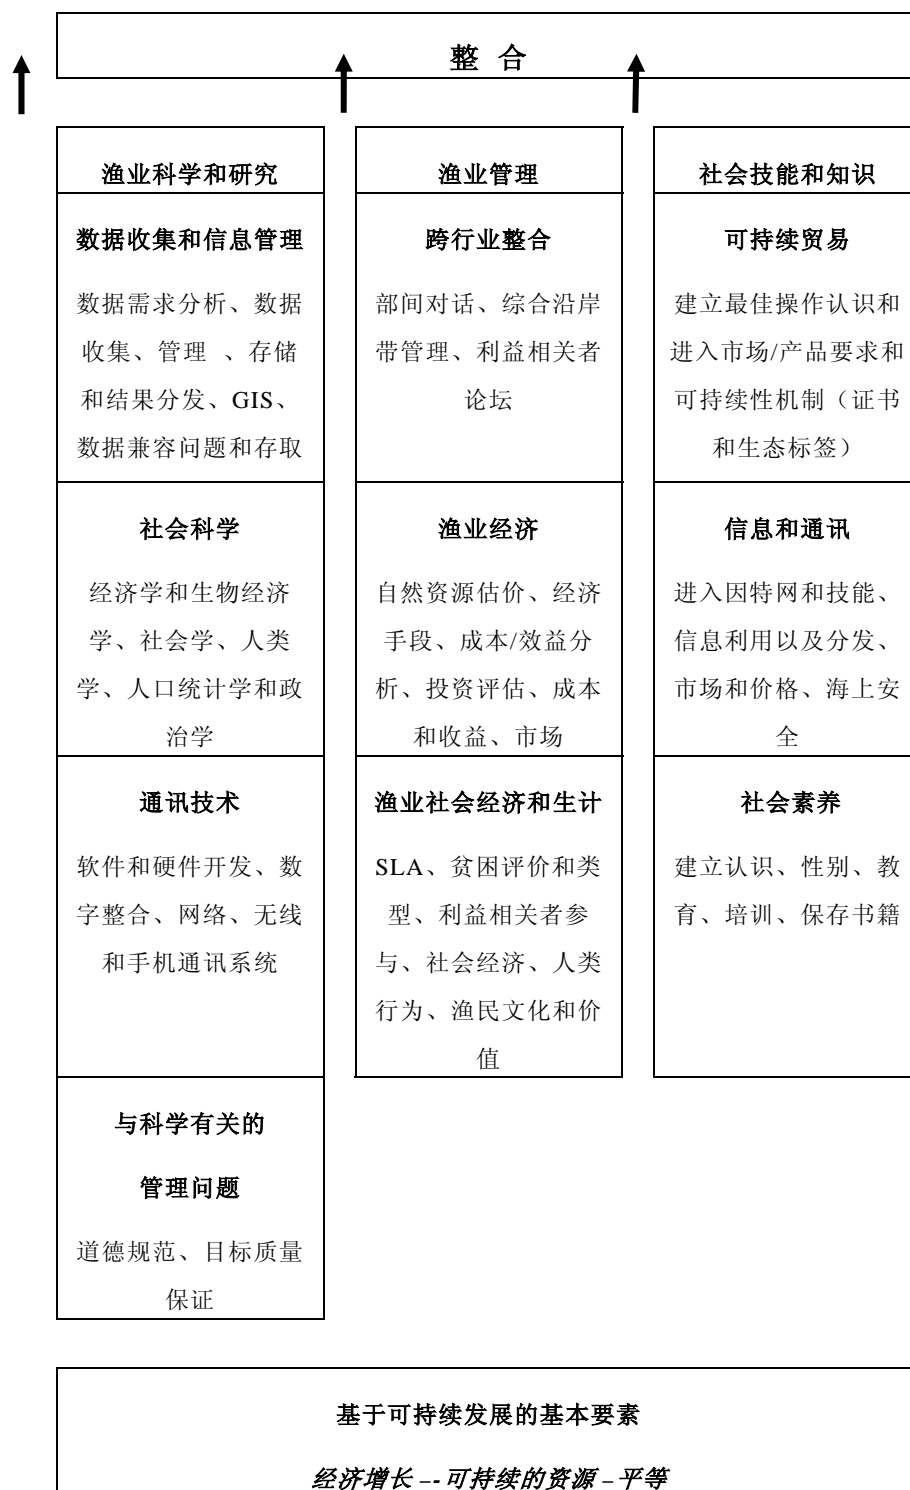 整 合
渔业科学和研究
数据收集和信息管理
数据需求分析、数据
收集、管理 、存储
和结果分发、GIS、
数据兼容问题和存取
社会科学
经济学和生物经济
学、社会学、人类
学、人口统计学和政
治学
通讯技术
软件和硬件开发、数
字整合、网络、无线
和手机通讯系统
与科学有关的
管理问题
道德规范、目标质量
保证
渔业管理
跨行业整合
部间对话、综合沿岸
带管理、利益相关者
论坛
渔业经济
自然资源估价、经济
手段、成本/效益分
析、投资评估、成本
和收益、市场
渔业社会经济和生计
SLA、贫困评价和类
型、利益相关者参
与、社会经济、人类
行为、渔民文化和价
值
社会技能和知识
可持续贸易
建立最佳操作认识和
进入市场/产品要求和
可持续性机制（证书
和生态标签）
信息和通讯
进入因特网和技能、
信息利用以及分发、
市场和价格、海上安
全
社会素养
建立认识、性别、教
育、培训、保存书籍
基于可持续发展的基本要素
经济增长 –- 可持续的资源 – 平等